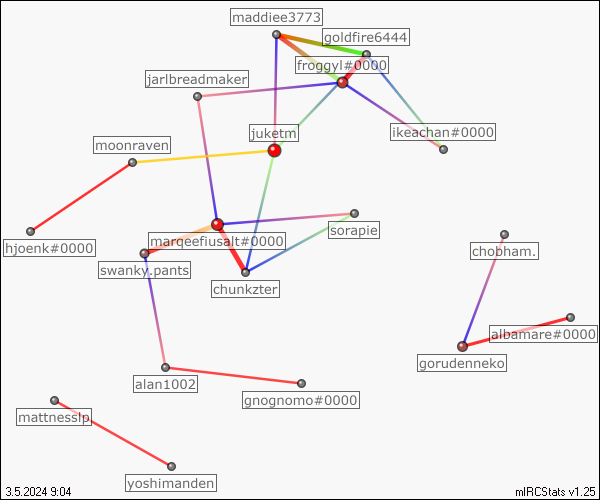 maddiee3773
goldfire6444
froggyl#0000
jarlbreadmaker
juketm
ikeachan#0000
moonraven
sorapie
marqeefiusalt#0000
hjoenk#0000
chobham.
swanky.pants
chunkzter
albamare#0000
gorudenneko
alan1002
gnognomo#0000
mattnesslp
yoshimanden
3.5.2024 9:04
mIRCStats v1.25